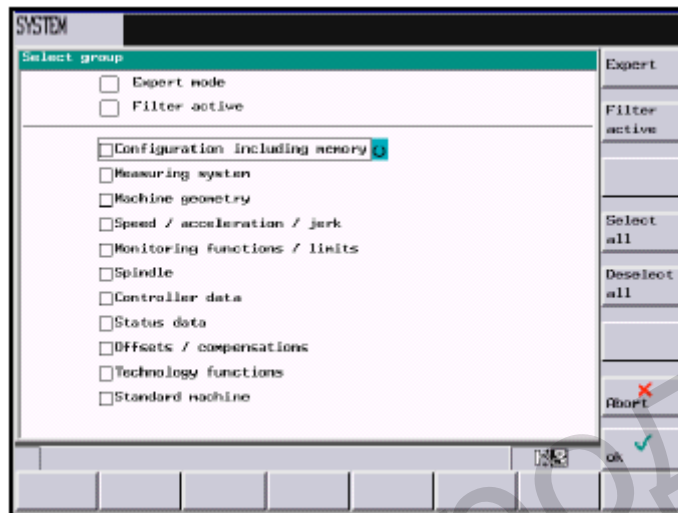 SYSTEM
Select group
Expert mode
Filter active
Configuration including memory
Measuring system
Machine geometry
Speed / acceleration / jerk
Monitoring functions / limits
Spindle
Controller data
Status data
Offsets / compensations
Technology functions
Standard machine
Expert
Filter
active
Select
all
Deselect
all
Abort
ok